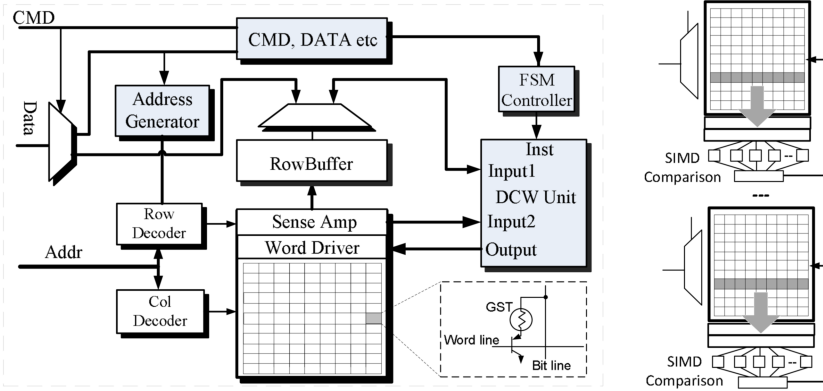 CMD
CMD, DATA etc
Data
Address
Generator
FSM
Controller
RowBuffer
Inst
Input1
DCW Unit
Input2
Output
Row
Decoder
Sense Amp
Word Driver
Addr
Col
Decoder
GST
Word line
Bit line
SIMD
Comparison
SIMD
Comparison